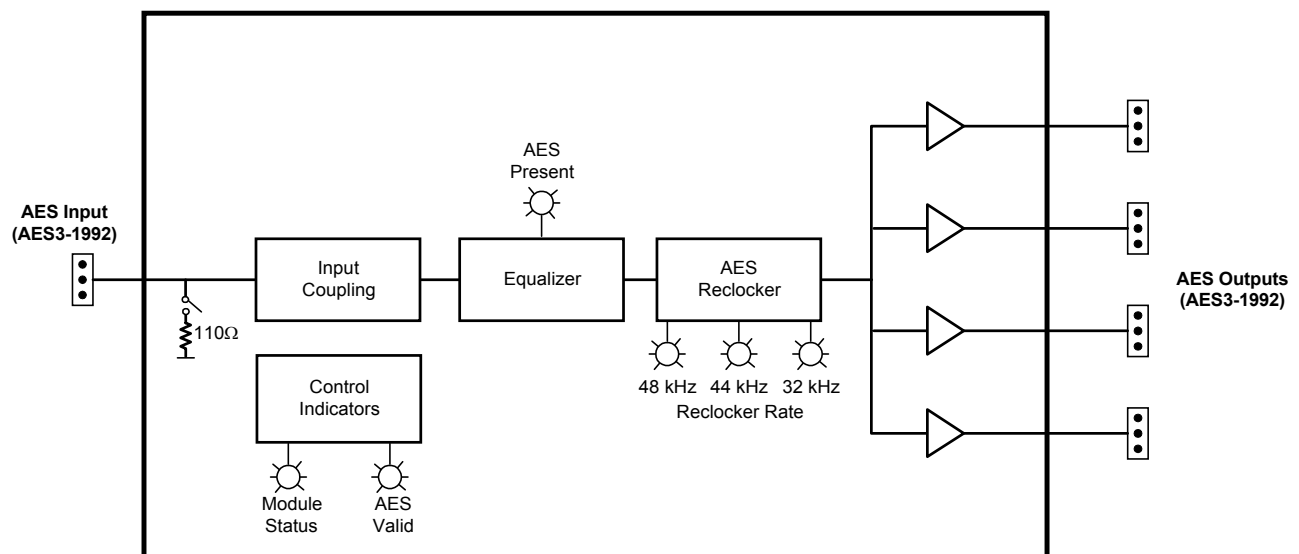 AES
Present
AES Input
(AES3-1992)
Input
Coupling
Equalizer
AES
Reclocker
AES Outputs
(AES3-1992)
110Ω
48 kHz
44 kHz
32 kHz
Reclocker Rate
Control
Indicators
Module
Status
AES
Valid